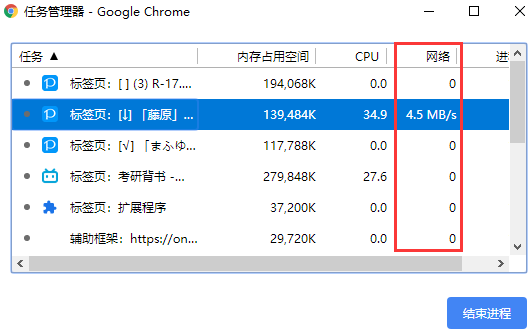 任务管理器 - Google Chrome
任务 ▲ 内存占用空间 CPU 网络 进
标签页：[ ] (3) R-17.... 194,068K 0.0 0
标签页：[⇃] 「藤原」... 139,484K 34.9 4.5 MB/s
标签页：[√] 「まふゆ... 117,788K 0.0 0
标签页：考研背书 -... 279,848K 27.6 0
标签页：扩展程序 37,200K 0.0 0
辅助框架：https://on... 29,720K 0.0 0
结束进程